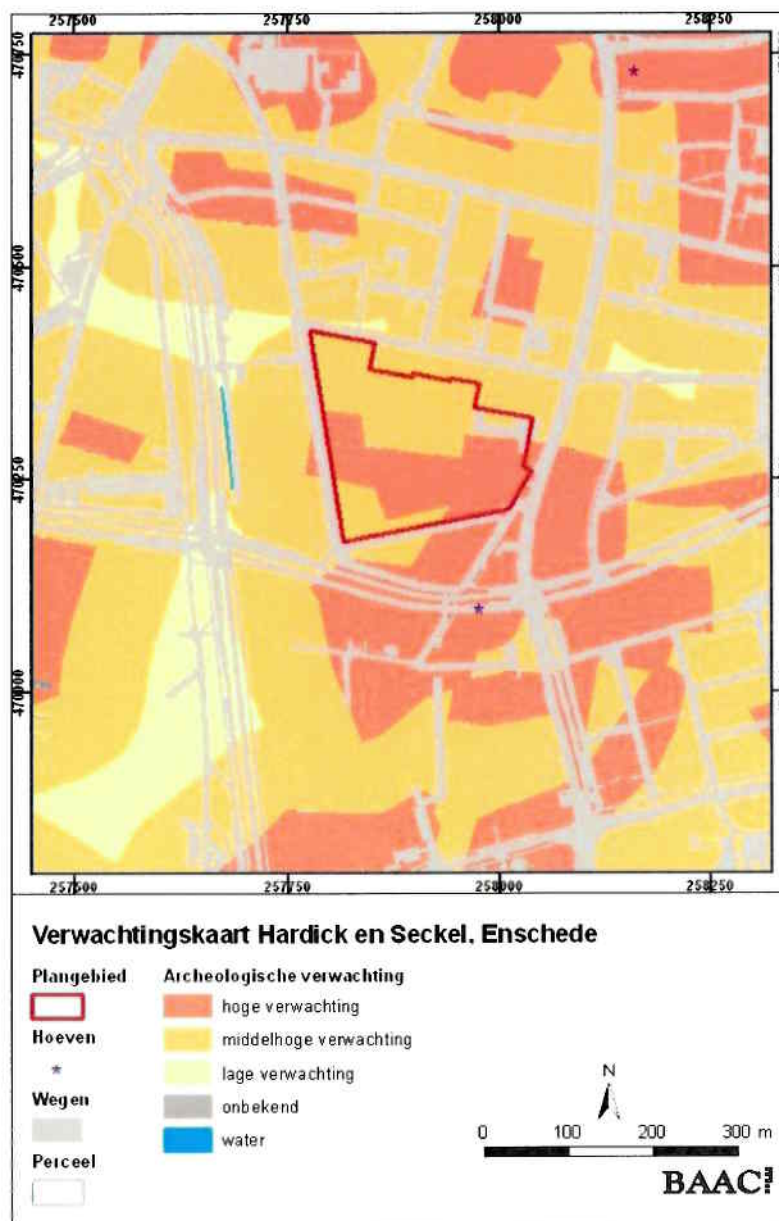 257500 257750 258000 258250
470750
470500
470250
470000
257500 257750 258000 258250
Verwachtingskaart Hardick en Seckel, Enschede
Plangebied
Hoeven
Wegen
Perceel
Archeologische verwachting
hoge verwachting
middelhoge verwachting
lage verwachting
onbekend
water
N
0 100 200 300 m
BAAC